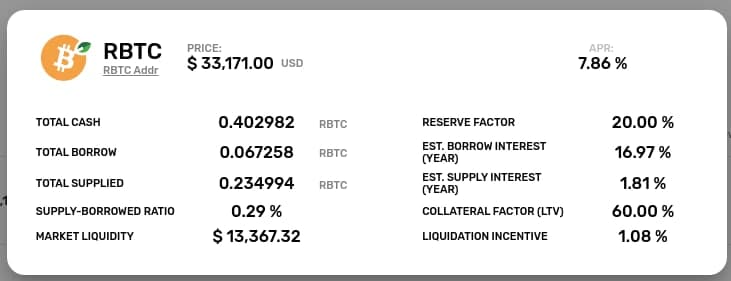 RBTC
RBTC Addr
PRICE:
$ 33,171.00 USD
APR:
7.86 %
TOTAL CASH 0.402982 RBTC
TOTAL BORROW 0.067258 RBTC
TOTAL SUPPLIED 0.234994 RBTC
SUPPLY-BORROWED RATIO 0.29 %
MARKET LIQUIDITY $ 13,367.32
RESERVE FACTOR 20.00 %
EST. BORROW INTEREST
(YEAR) 16.97 %
EST. SUPPLY INTEREST
(YEAR) 1.81 %
COLLATERAL FACTOR (LTV) 60.00 %
LIQUIDATION INCENTIVE 1.08 %